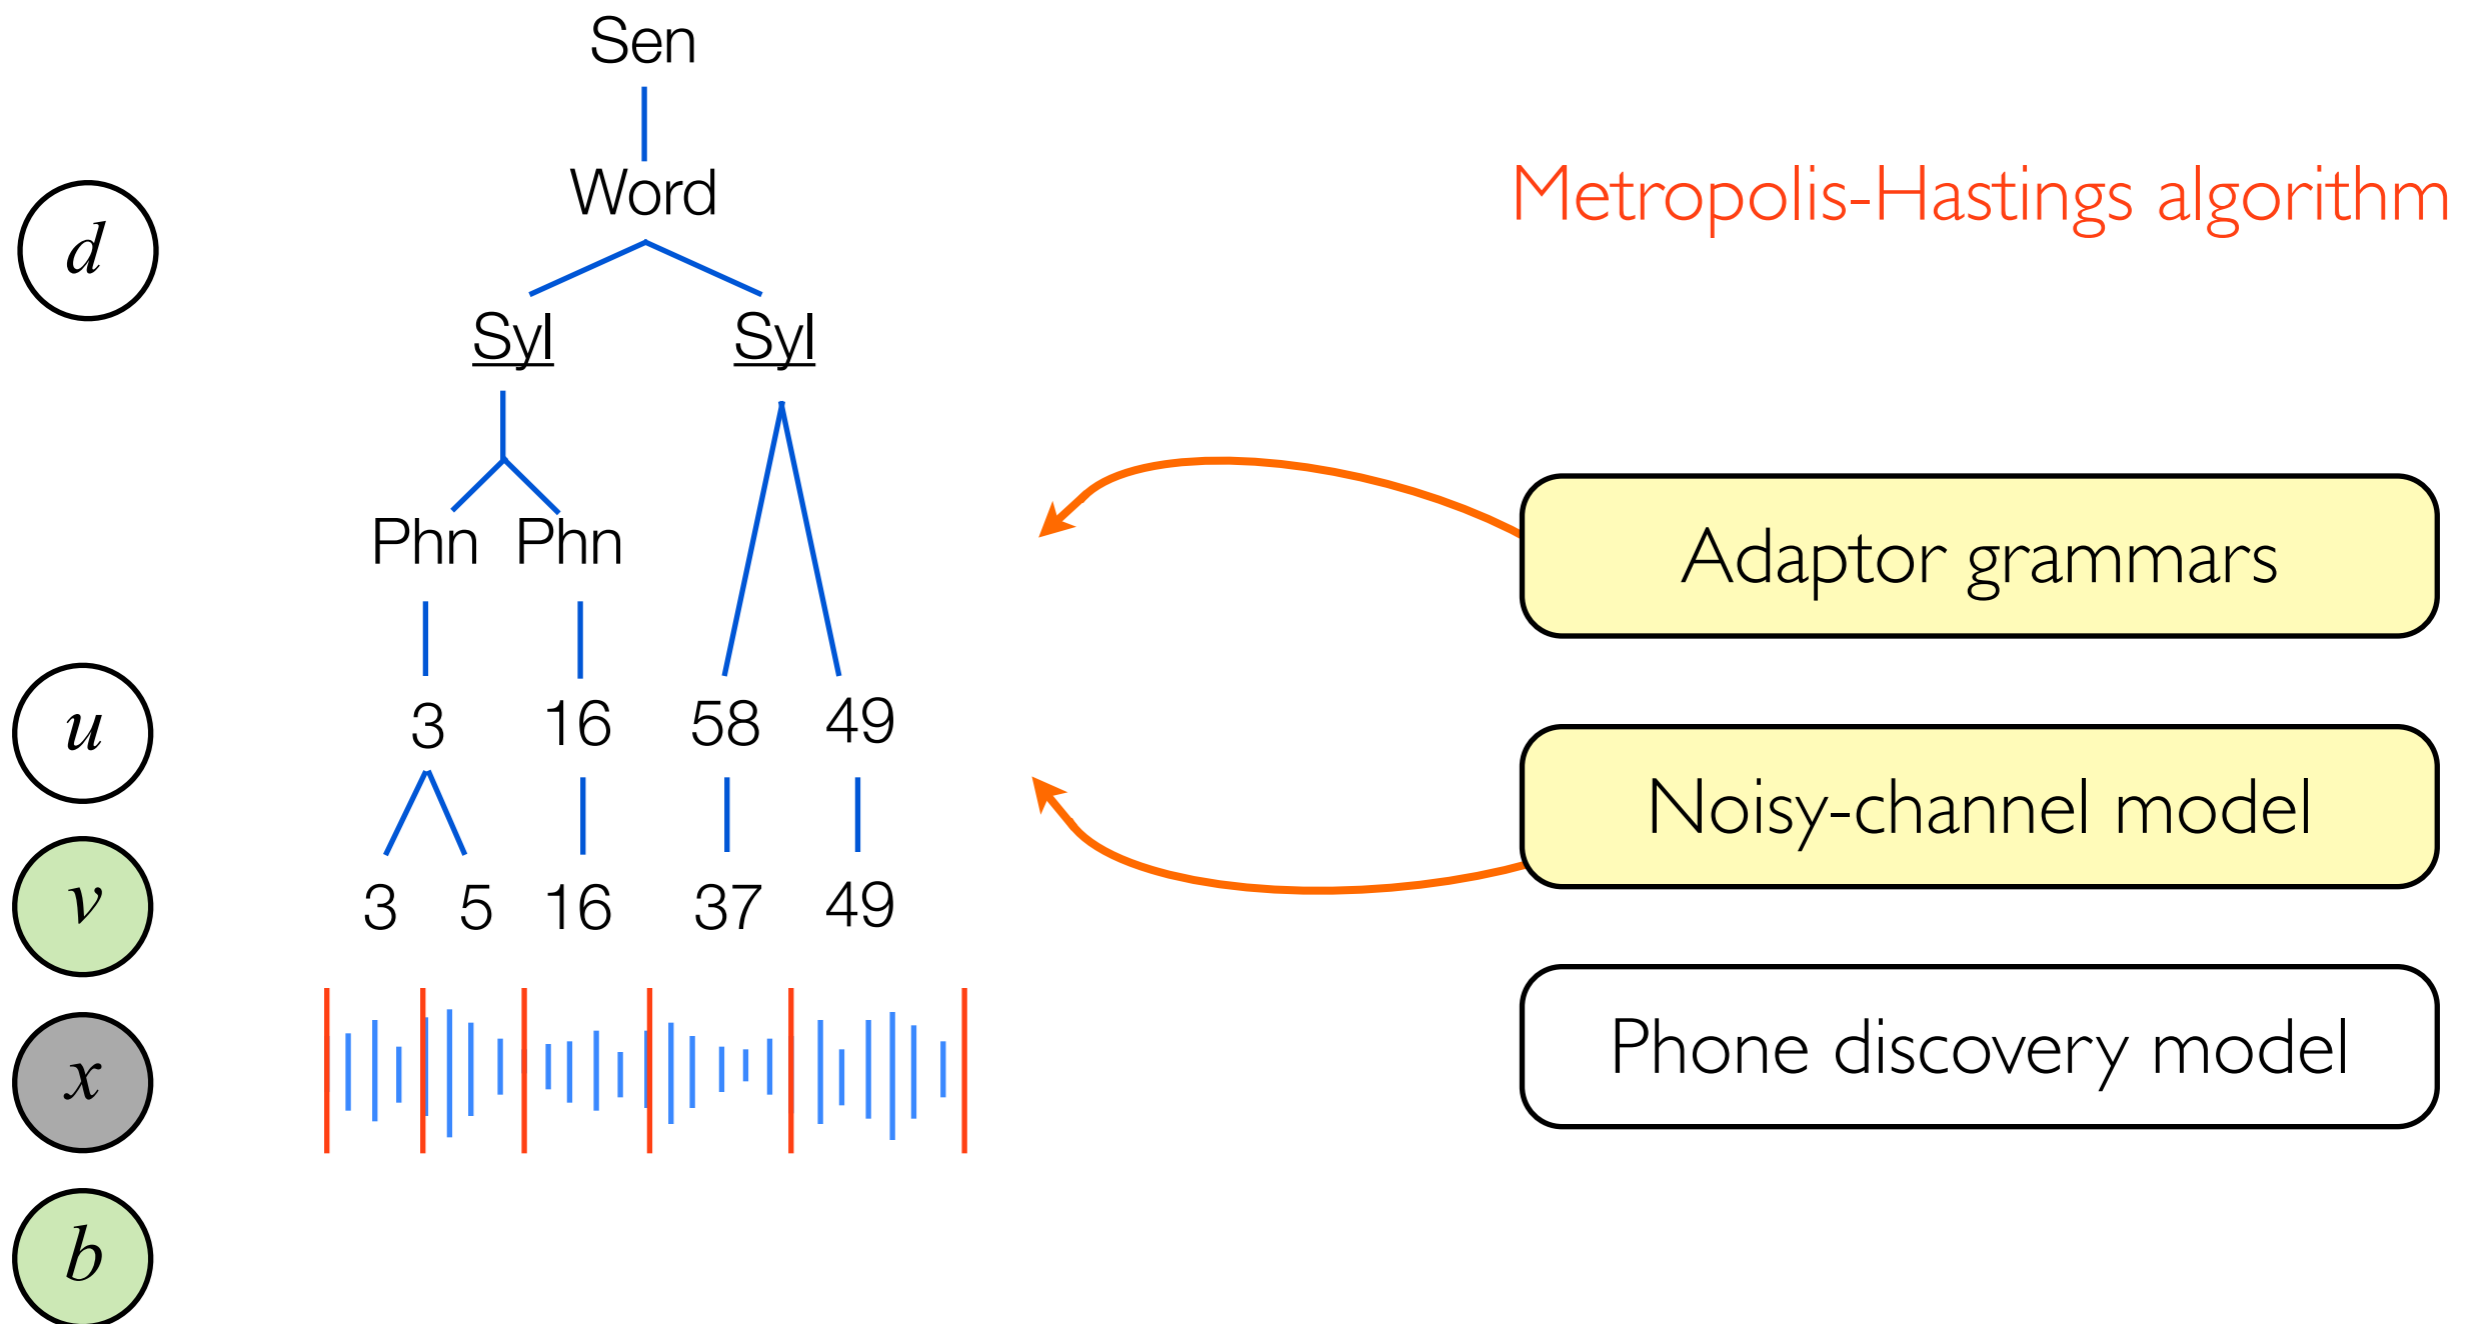 Sen
Word
Metropolis-Hastings algorithm
d
Syl Syl
Phn Phn
Adaptor grammars
u
3 16 58 49
Noisy-channel model
v
3 5 16 37 49
x
Phone discovery model
b